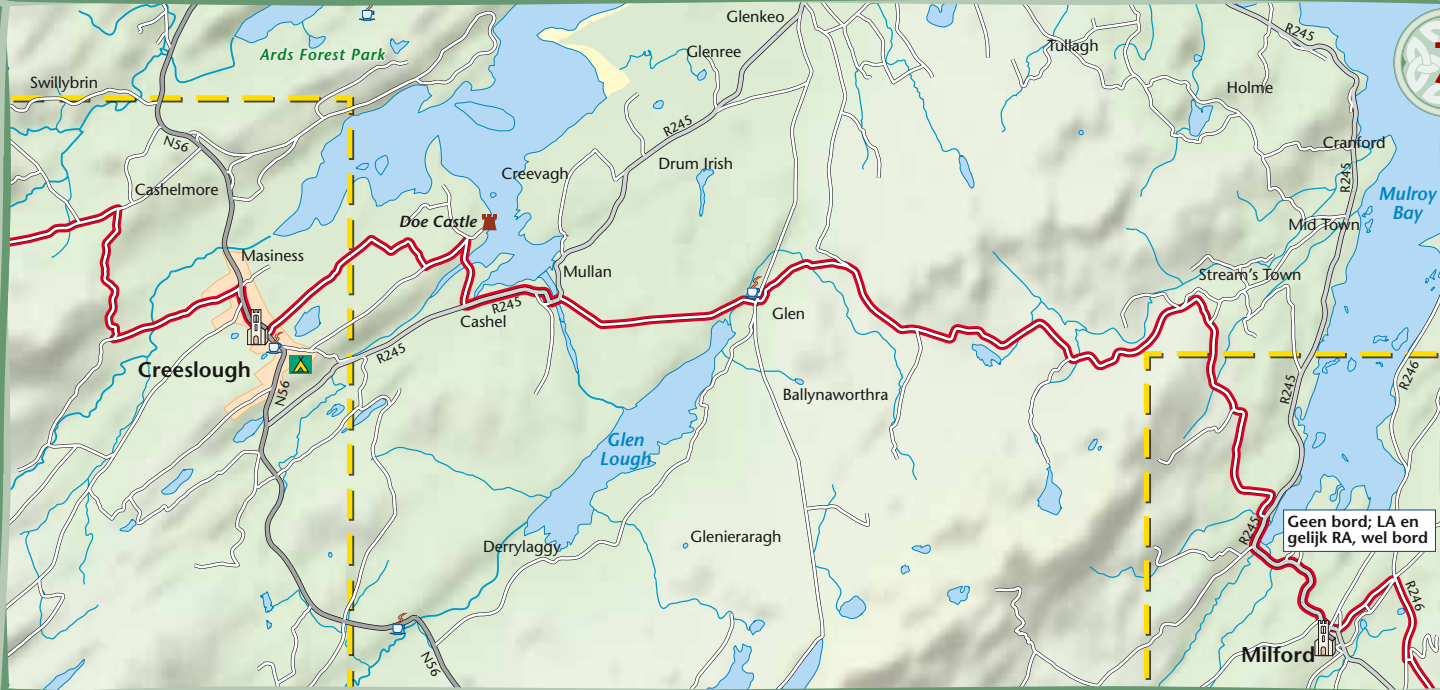 Glenkeo
R245
Ards Forest Park
Glenree
Tullagh
Swillybrin
Holme
N56
R245
Cranford
Drum Irish
Creevagh
R245
Cashelmore
Mulroy
Bay
Doe Castle
Mid Town
Masiness
Mullan
Stream's Town
R245
Glen
Cashel
Creeslough
R245
R246
N56
R245
Ballynaworthra
Glen
Lough
Geen bord; LA en
gelijk RA, wel bord
R245
Glenieraragh
Derrylaggy
R246
N56
Milford